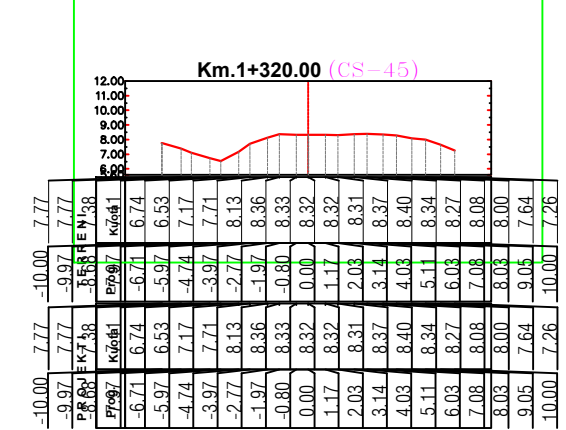 Km.1+320.00 (CS-45)
12.00
11.00
10.00
9.00
8.00
7.00
6.00
TERRENI
Kuota
7.77 7.77 7.38 6.74 6.53 7.17 7.71 8.13 8.36 8.33 8.32 8.32 8.31 8.37 8.40 8.34 8.27 8.08 8.00 7.64 7.26
Prog.
-10.00 -9.97 -8.68 -6.71 -5.97 -4.74 -3.97 -2.77 -1.97 -0.80 0.00 1.17 2.03 3.14 4.03 5.11 6.03 7.08 8.03 9.05 10.00
PROJEKTI
Kuota
7.77 7.77 7.38 6.74 6.53 7.17 7.71 8.13 8.36 8.33 8.32 8.32 8.31 8.37 8.40 8.34 8.27 8.08 8.00 7.64 7.26
Prog.
-10.00 -9.97 -8.68 -6.71 -5.97 -4.74 -3.97 -2.77 -1.97 -0.80 0.00 1.17 2.03 3.14 4.03 5.11 6.03 7.08 8.03 9.05 10.00